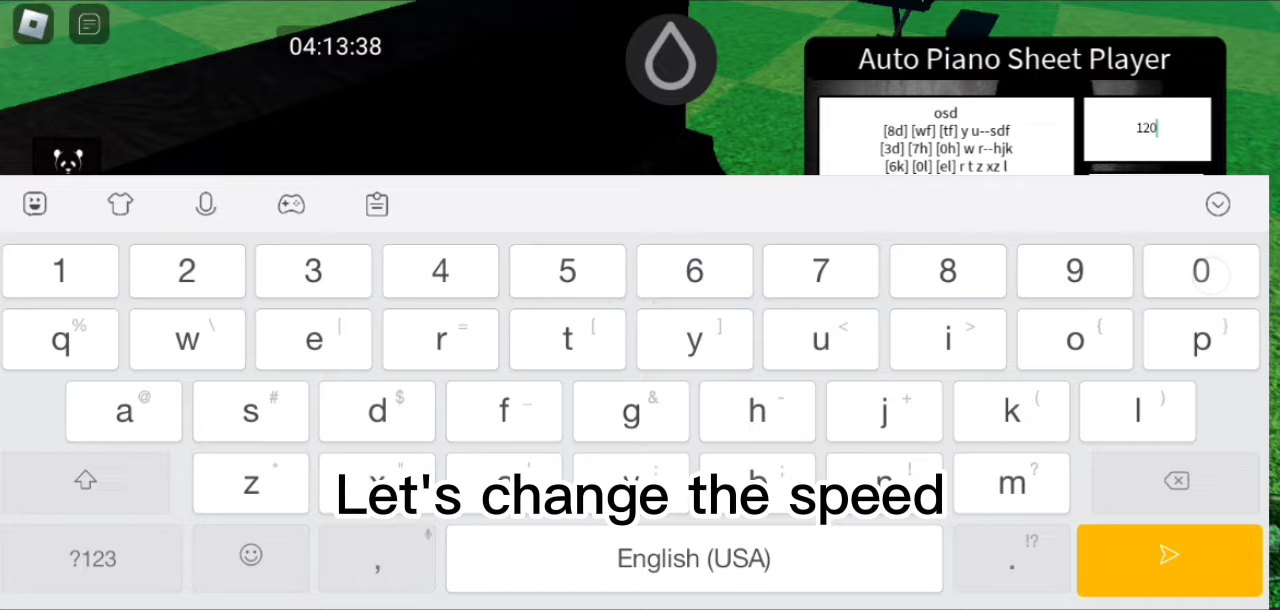 04:13:38
Auto Piano Sheet Player
osd
[8d] [wf] [tf] y u--sdf
[3d] [7h] [0h] w r--hjk
[6k] [0l] [el] r t z xz l
120
1 2 3 4 5 6 7 8 9 0
q % w \ e | r = t [ y ] u < i > o { p }
a @ s # d $ f _ g & h - j + k ( l )
z * m ?
Let's change the speed
?123 , English (USA) . !?